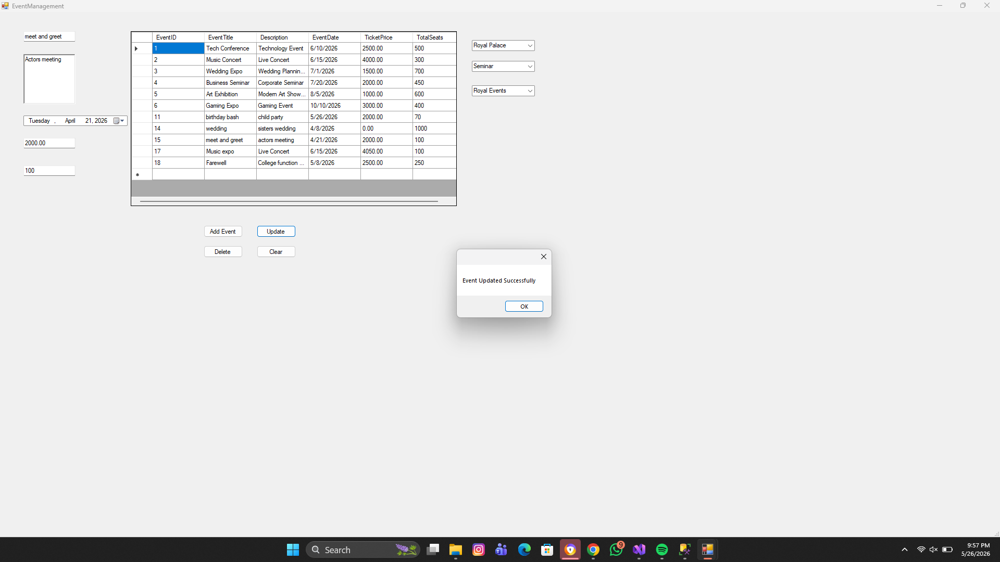 EventManagement
meet and greet
Actors meeting
Tuesday , April 21, 2026
2000.00
100
EventID EventTitle Description EventDate TicketPrice TotalSeats
1 Tech Conference Technology Event 6/10/2026 2500.00 500
2 Music Concert Live Concert 6/15/2026 4000.00 300
3 Wedding Expo Wedding Plannin... 7/1/2026 1500.00 700
4 Business Seminar Corporate Seminar 7/20/2026 2000.00 450
5 Art Exhibition Modern Art Show... 8/5/2026 1000.00 600
6 Gaming Expo Gaming Event 10/10/2026 3000.00 400
11 birthday bash child party 5/26/2026 2000.00 70
14 wedding sisters wedding 4/8/2026 0.00 1000
15 meet and greet actors meeting 4/21/2026 2000.00 100
17 Music expo Live Concert 6/15/2026 4050.00 100
18 Farewell College function ... 5/8/2026 2500.00 250
Royal Palace
Seminar
Royal Events
Add Event Update
Delete Clear
Event Updated Successfully
OK
Search
9
9:57 PM
5/26/2026